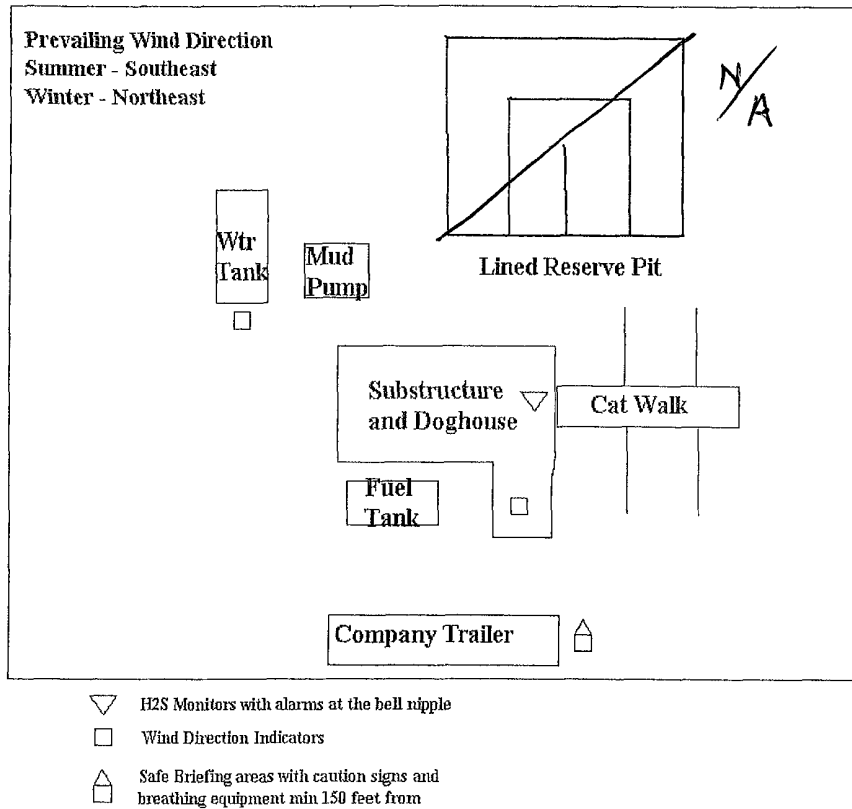 Prevailing Wind Direction
Summer - Southeast
Winter - Northeast
N/A
Wtr
Tank
Mud
Pump
Lined Reserve Pit
Substructure
and Doghouse
Cat Walk
Fuel
Tank
Company Trailer
H2S Monitors with alarms at the bell nipple
Wind Direction Indicators
Safe Briefing areas with caution signs and
breathing equipment min 150 feet from